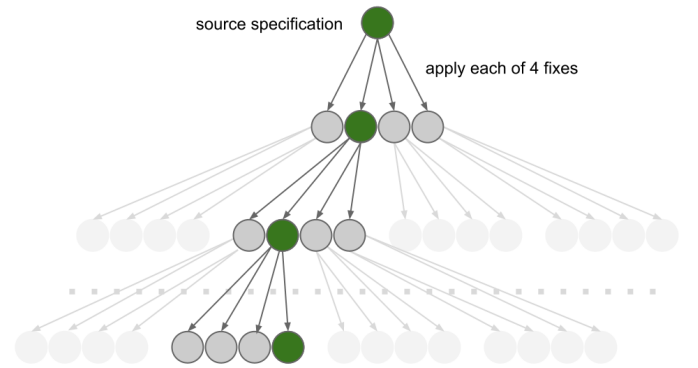 source specification
apply each of 4 fixes